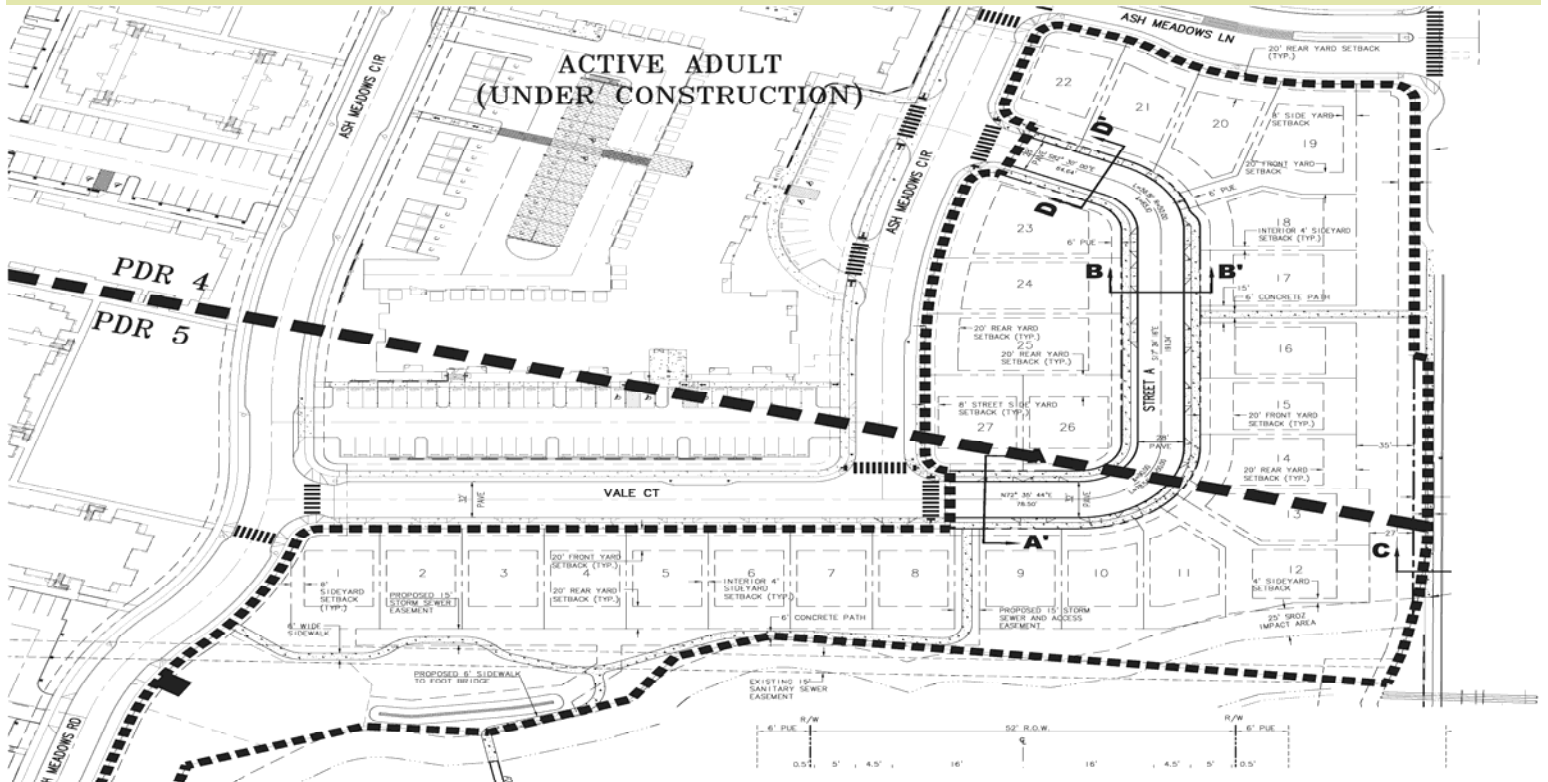 ASH MEADOWS LN
20' REAR YARD SETBACK
(TYP.)
ACTIVE ADULT
(UNDER CONSTRUCTION)
ASH MEADOWS CIR
ASH MEADOWS CIR
22
21
20
19
8' SIDE YARD
SETBACK
20' FRONT YARD
SETBACK
D'
D
PAVE
6' PUE
6' PUE
18
INTERIOR 4' SIDEYARD
SETBACK (TYP.)
17
15'
6' CONCRETE PATH
23
24
20' REAR YARD
SETBACK (TYP.)
25
20' REAR YARD
SETBACK (TYP.)
B
B'
PDR 4
PDR 5
STREET A
16
15
20' FRONT YARD
SETBACK (TYP.)
35'
14
20' REAR YARD
SETBACK (TYP.)
8' STREET SIDE YARD
SETBACK (TYP.)
27
26
28'
PAVE
A
A'
13
27'
C
VALE CT
32'
PAVE
N72° 35' 44"E
78.50'
32'
PAVE
1
2
3
4
5
6
7
8
9
10
11
12
8'
SIDEYARD
SETBACK
(TYP.)
PROPOSED 15'
STORM SEWER
EASEMENT
20' FRONT YARD
SETBACK (TYP.)
20' REAR YARD
SETBACK (TYP.)
INTERIOR 4'
SIDEYARD
SETBACK (TYP.)
6' CONCRETE PATH
PROPOSED 15' STORM
SEWER AND ACCESS
EASEMENT
4' SIDEYARD
SETBACK
25' SROZ
IMPACT AREA
6' WIDE
SIDEWALK
PROPOSED 6' SIDEWALK
TO FOOT BRIDGE
EXISTING 15'
SANITARY SEWER
EASEMENT
ASH MEADOWS RD
R/W
R/W
6' PUE
52' R.O.W.
6' PUE
0.5'
5'
4.5'
16'
16'
4.5'
5'
0.5'